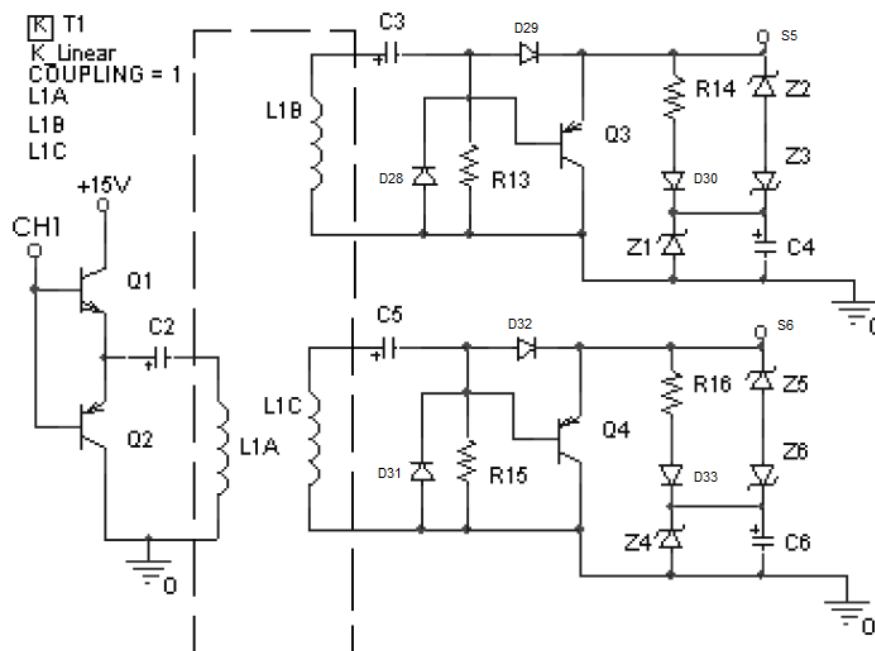 K T1
K_Linear
COUPLING = 1
L1A
L1B
L1C
+15V
CH1
Q1
C2
Q2
L1A
0
C3
D29
S5
L1B
R14
Z2
Q3
D28
R13
D30
Z3
Z1
C4
0
C5
D32
S6
L1C
R16
Z5
Q4
D31
R15
D33
Z6
Z4
C6
0